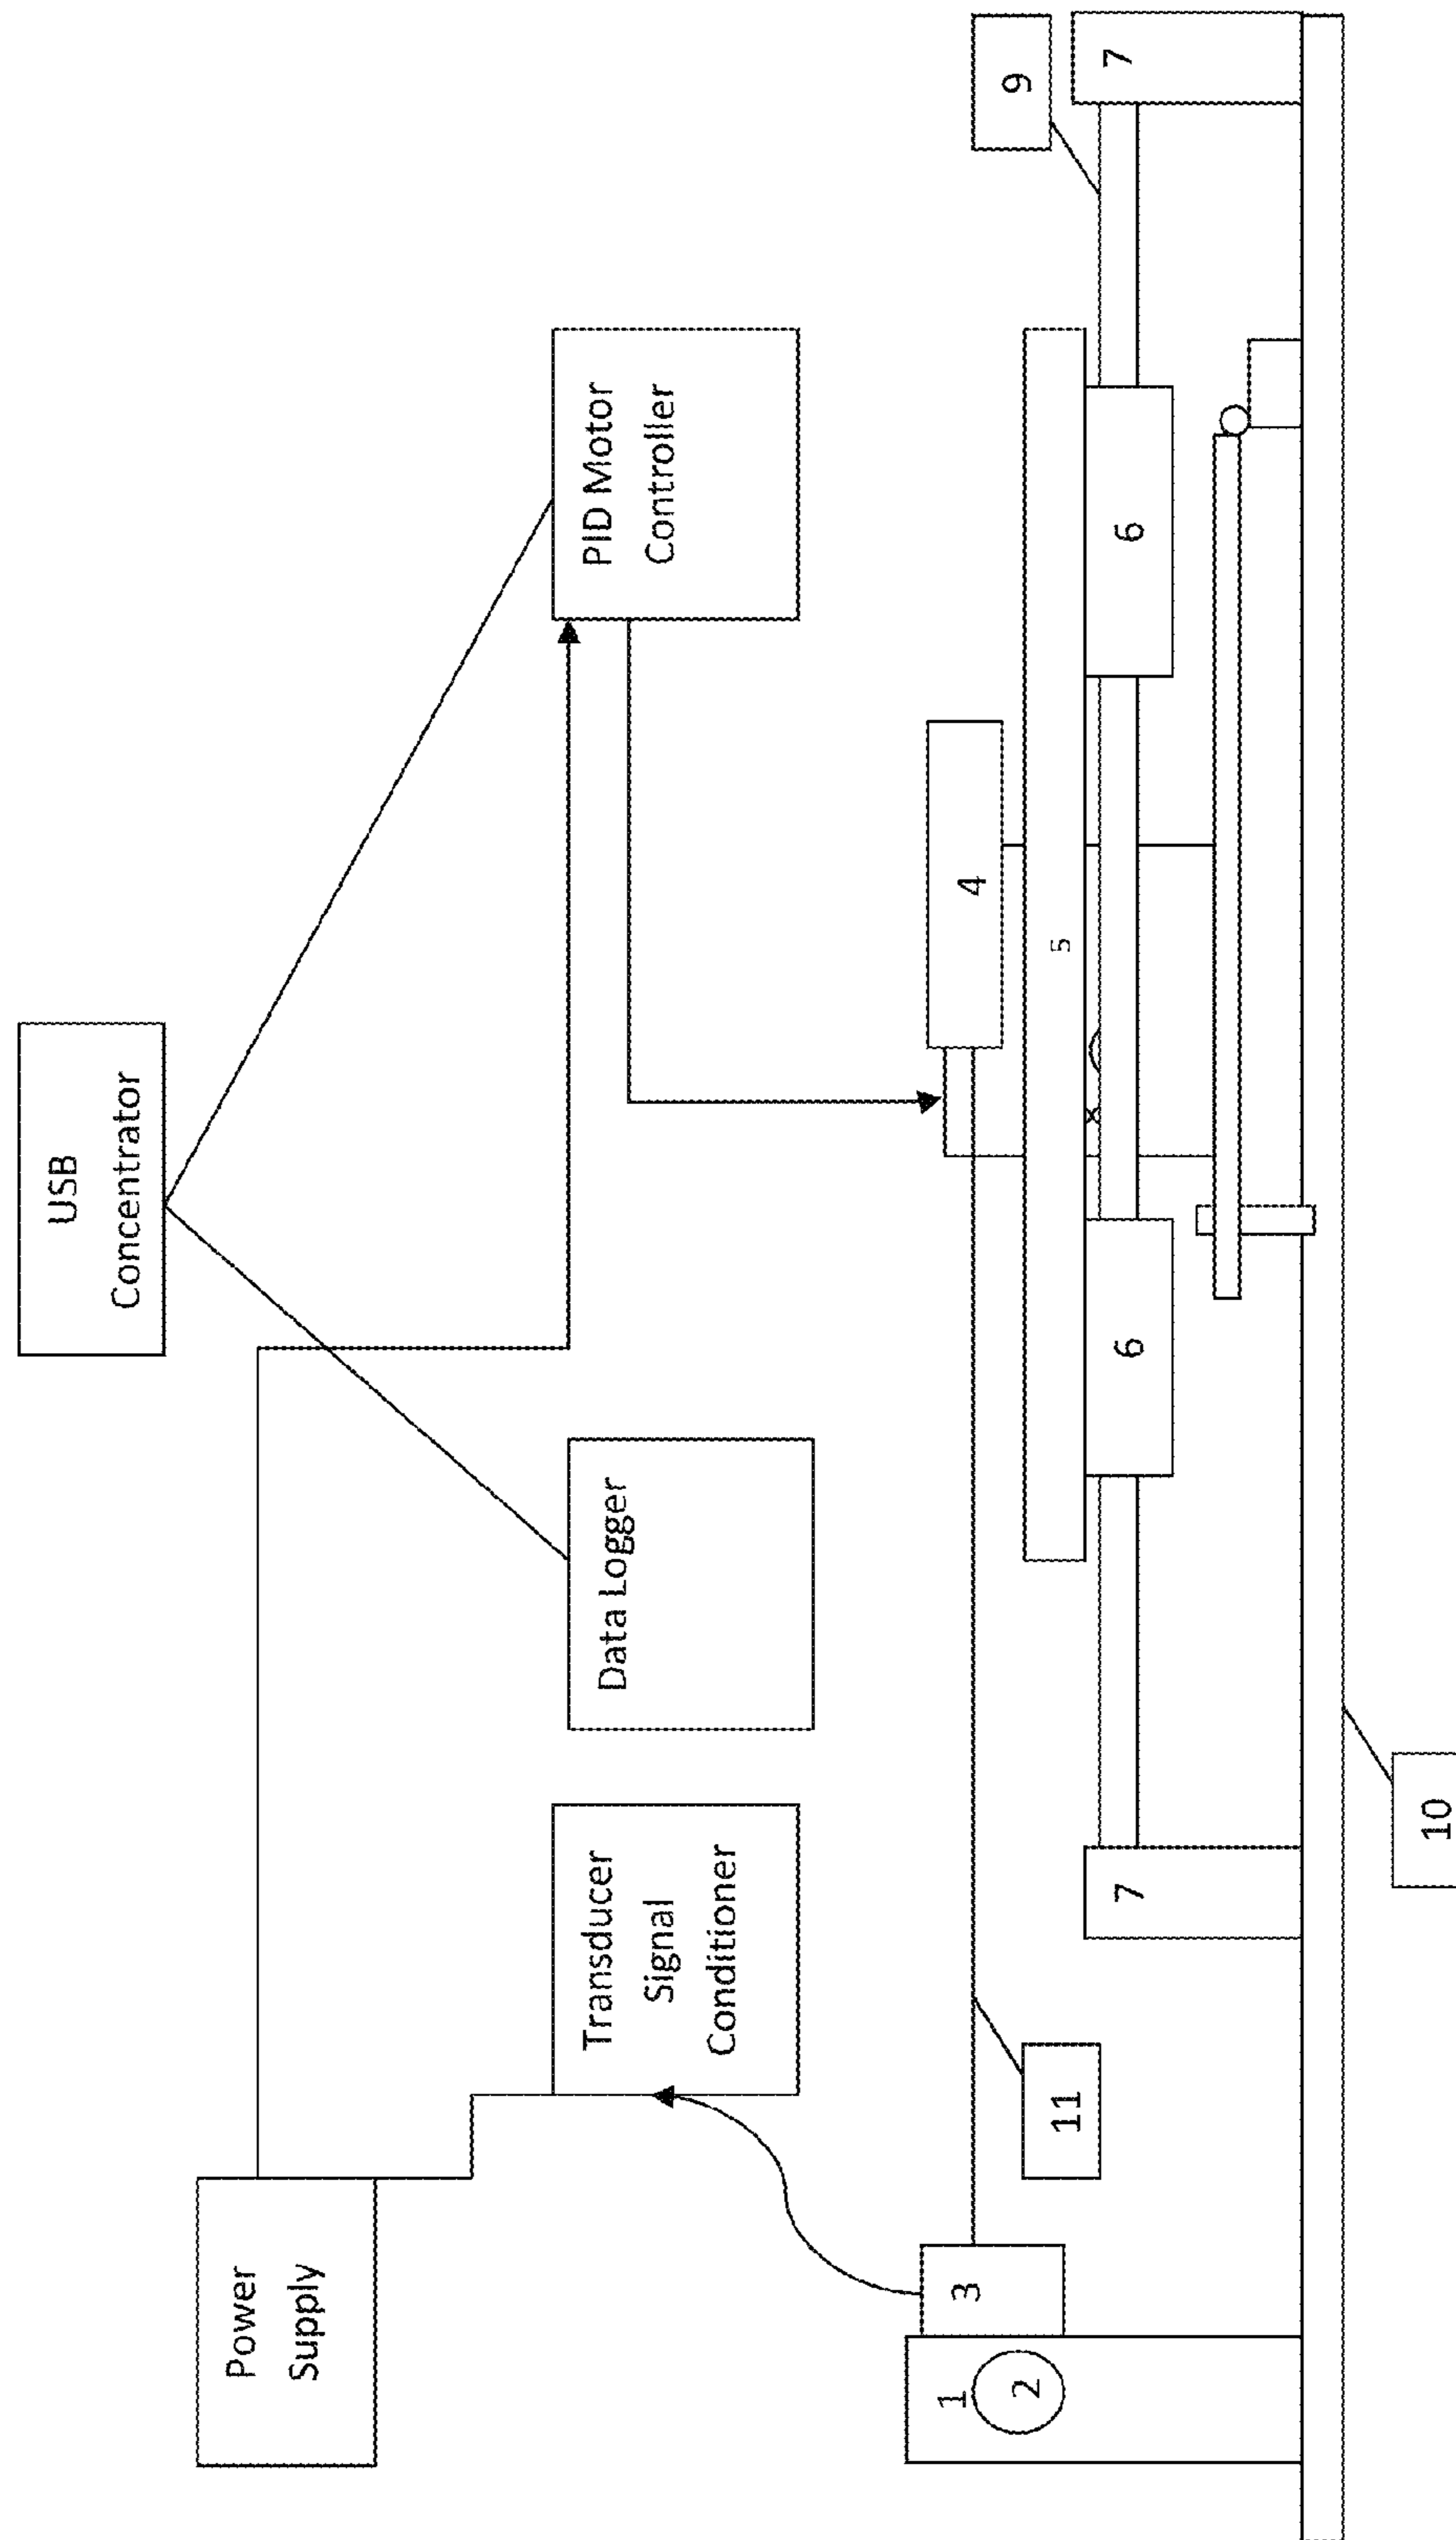 USB
Concentrator
Power
Supply
Transducer
Signal
Conditioner
Data Logger
PID Motor
Controller
1
2
3
4
9
5
11
7
6
6
7
10